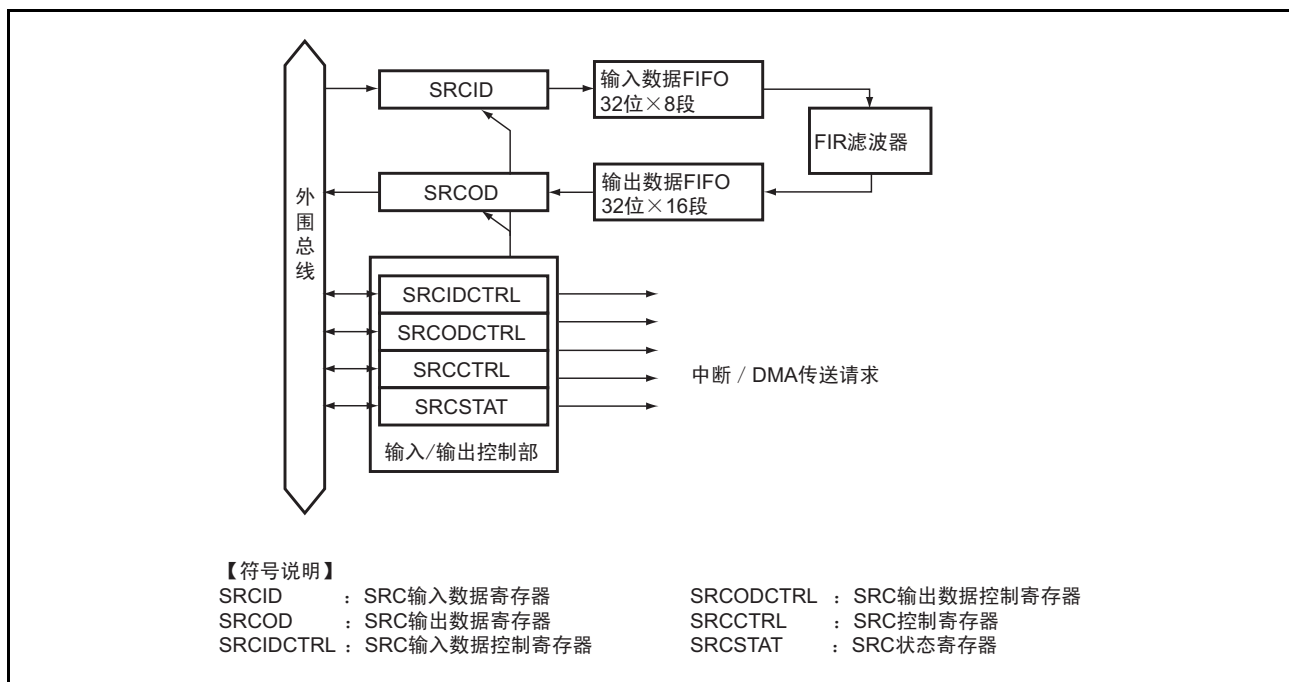 SRCID
输入数据FIFO
32位×8段
FIR滤波器
外围总线
SRCOD
输出数据FIFO
32位×16段
SRCIDCTRL
SRCODCTRL
SRCCTRL
SRCSTAT
输入/输出控制部
中断 / DMA传送请求
【符号说明】
SRCID : SRC输入数据寄存器
SRCOD : SRC输出数据寄存器
SRCIDCTRL : SRC输入数据控制寄存器
SRCODCTRL : SRC输出数据控制寄存器
SRCCTRL : SRC控制寄存器
SRCSTAT : SRC状态寄存器